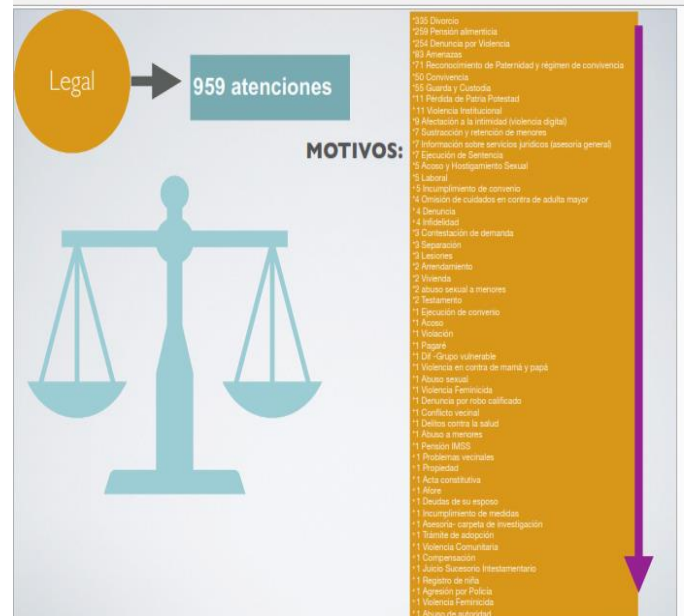 Legal
959 atenciones
MOTIVOS:
*335 Divorcio
*259 Pensión alimenticia
*254 Denuncia por Violencia
*83 Amenazas
*71 Reconocimiento de Paternidad y régimen de convivencia
*50 Convivencia
*55 Guarda y Custodia
*11 Pérdida de Patria Potestad
*11 Violencia Institucional
*9 Afectación a la intimidad (violencia digital)
*7 Sustracción y retención de menores
*7 Información sobre servicios jurídicos (asesoría general)
*7 Ejecución de Sentencia
*5 Acoso y Hostigamiento Sexual
*5 Laboral
*5 Incumplimiento de convenio
*4 Omisión de cuidados en contra de adulta mayor
*4 Denuncia
*4 Infidelidad
*3 Contestación de demanda
*3 Separación
*3 Lesiones
*2 Arrendamiento
*2 Vivienda
*2 abuso sexual a menores
*2 Testamento
*1 Ejecución de convenio
*1 Acoso
*1 Violación
*1 Pagaré
*1 Dif -Grupo vulnerable
*1 Violencia en contra de mamá y papá
*1 Abuso sexual
*1 Violencia Feminicida
*1 Denuncia por robo calificado
*1 Conflicto vecinal
*1 Delitos contra la salud
*1 Abuso a menores
*1 Pensión IMSS
*1 Problemas vecinales
*1 Propiedad
*1 Acta constitutiva
*1 Afore
*1 Deudas de su esposo
*1 Incumplimiento de medidas
*1 Asesoría- carpeta de investigación
*1 Trámite de adopción
*1 Violencia Comunitaria
*1 Compensación
*1 Juicio Sucesorio Intestamentario
*1 Registro de niña
*1 Agresión por Policía
*1 Violencia Feminicida
*1 Abuso de autoridad